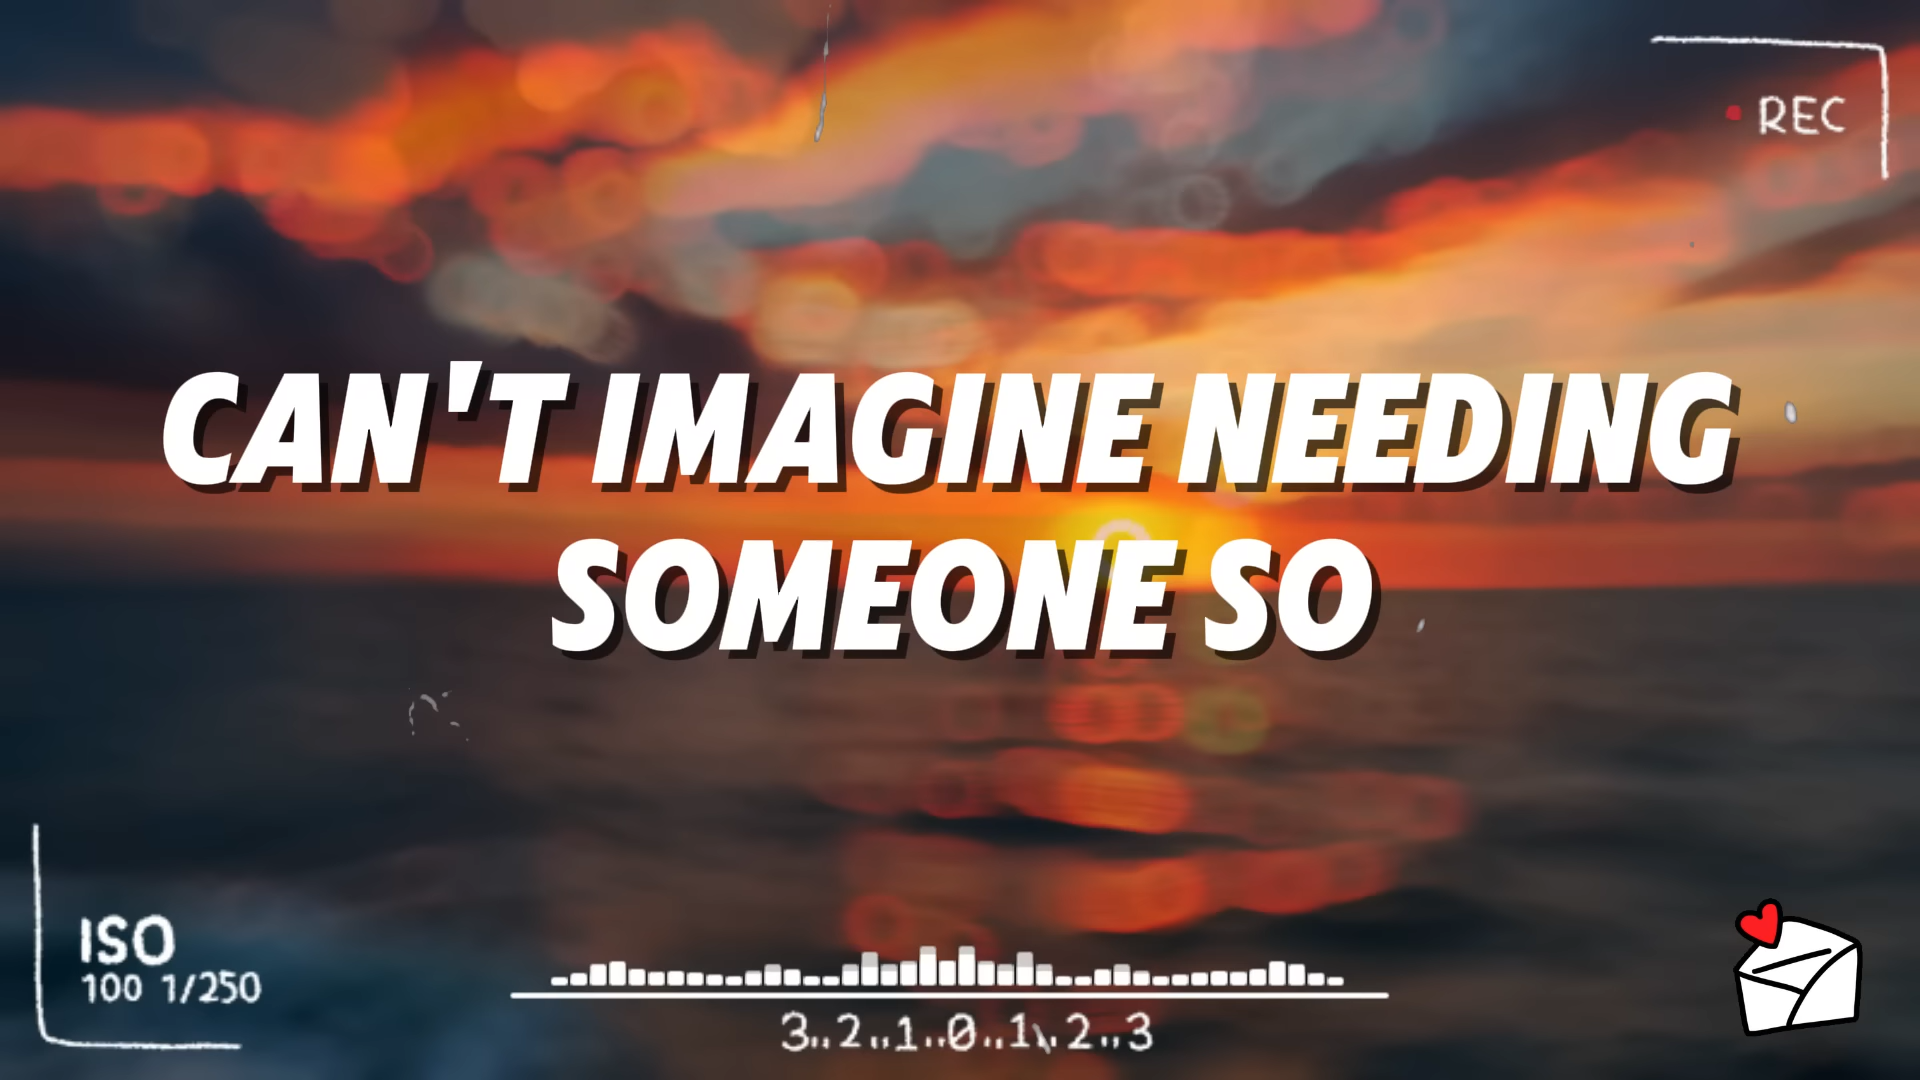 REC
CAN'T IMAGINE NEEDING
SOMEONE SO
ISO
100 1/250
3..2..1..0..1..2..3